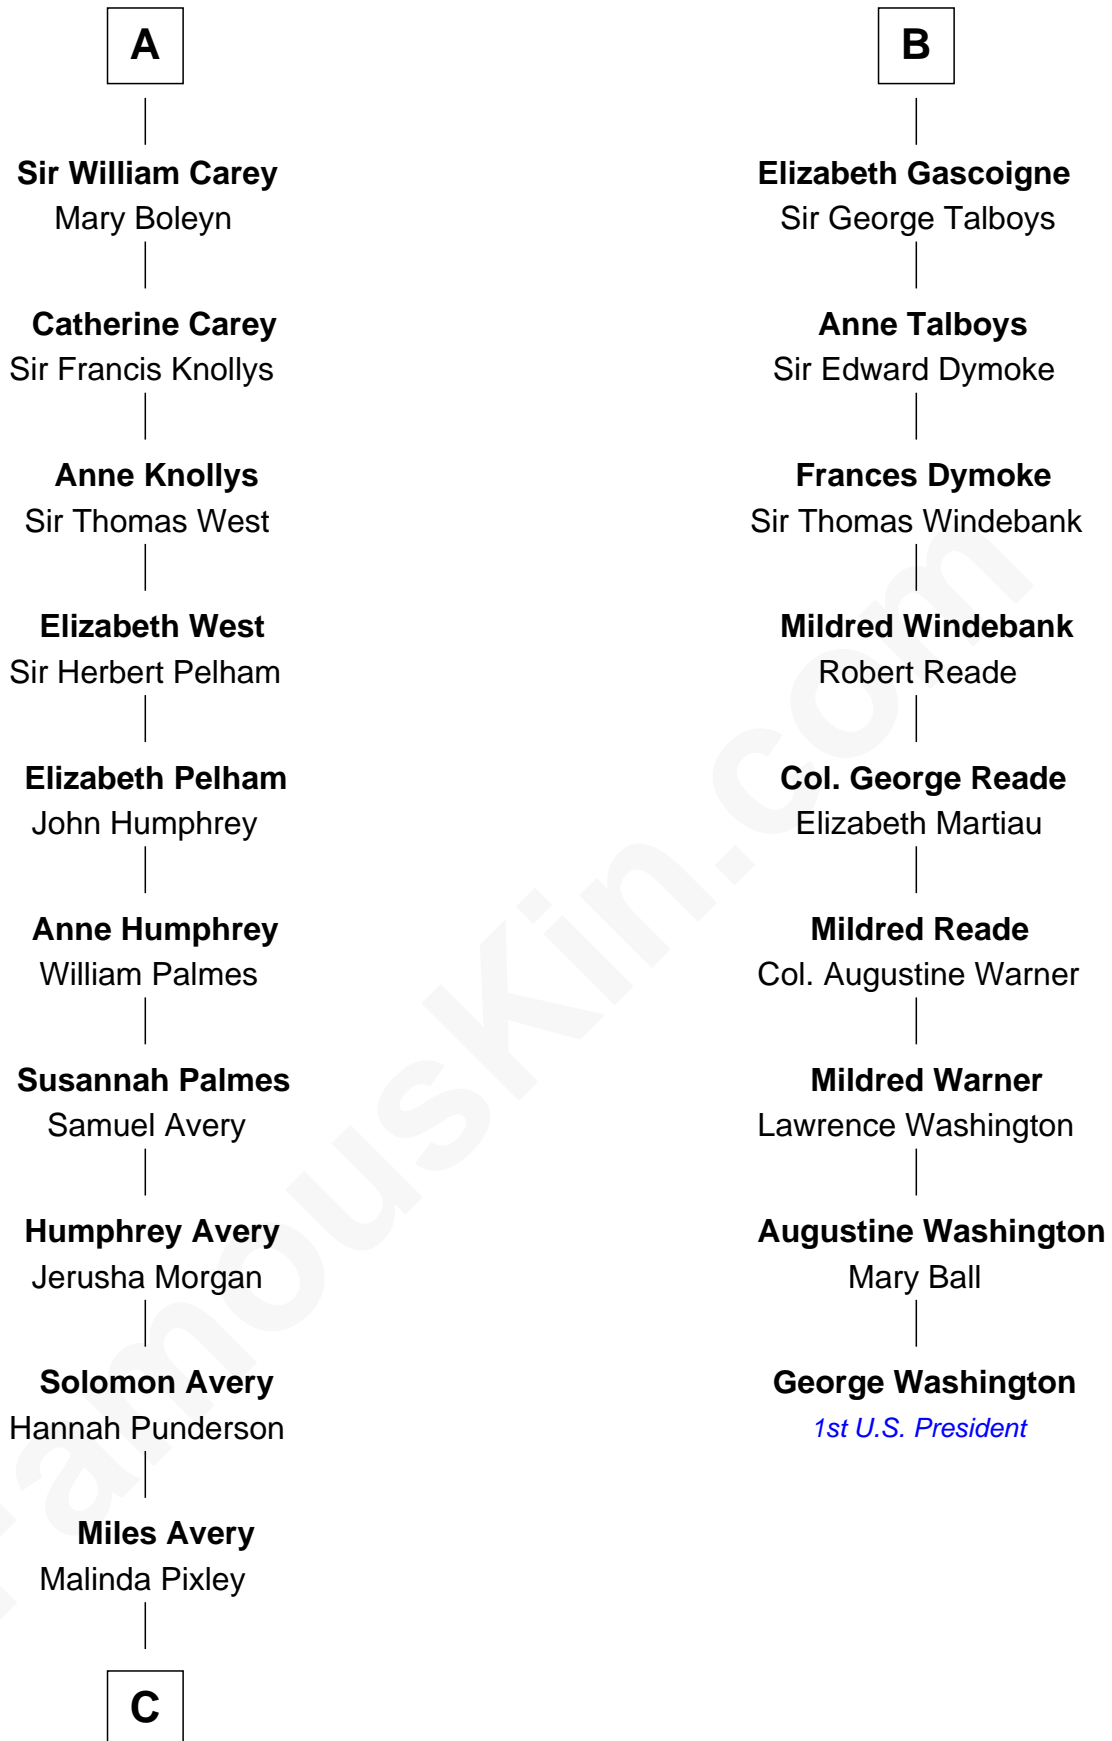 A
Sir William Carey
Mary Boleyn
Catherine Carey
Sir Francis Knollys
Anne Knollys
Sir Thomas West
Elizabeth West
Sir Herbert Pelham
Elizabeth Pelham
John Humphrey
Anne Humphrey
William Palmes
Susannah Palmes
Samuel Avery
Humphrey Avery
Jerusha Morgan
Solomon Avery
Hannah Punderson
Miles Avery
Malinda Pixley
C
B
Elizabeth Gascoigne
Sir George Talboys
Anne Talboys
Sir Edward Dymoke
Frances Dymoke
Sir Thomas Windebank
Mildred Windebank
Robert Reade
Col. George Reade
Elizabeth Martiau
Mildred Reade
Col. Augustine Warner
Mildred Warner
Lawrence Washington
Augustine Washington
Mary Ball
George Washington
1st U.S. President
FamousKin.com